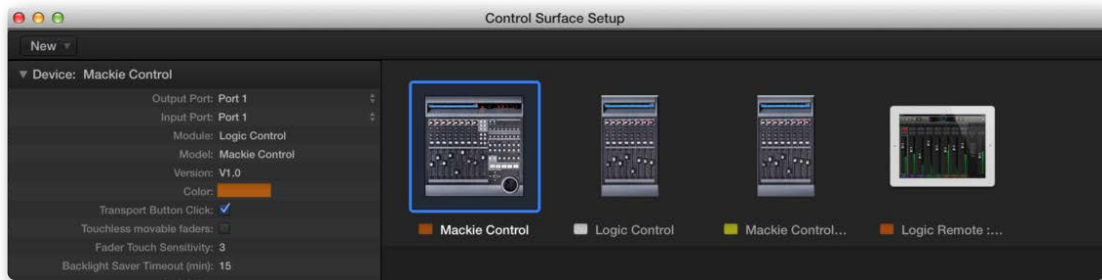 Control Surface Setup
New
Device: Mackie Control
Output Port: Port 1
Input Port: Port 1
Module: Logic Control
Model: Mackie Control
Version: V1.0
Color:
Transport Button Click:
Touchless movable faders:
Fader Touch Sensitivity: 3
Backlight Saver Timeout (min): 15
Mackie Control
Logic Control
Mackie Control...
Logic Remote :...